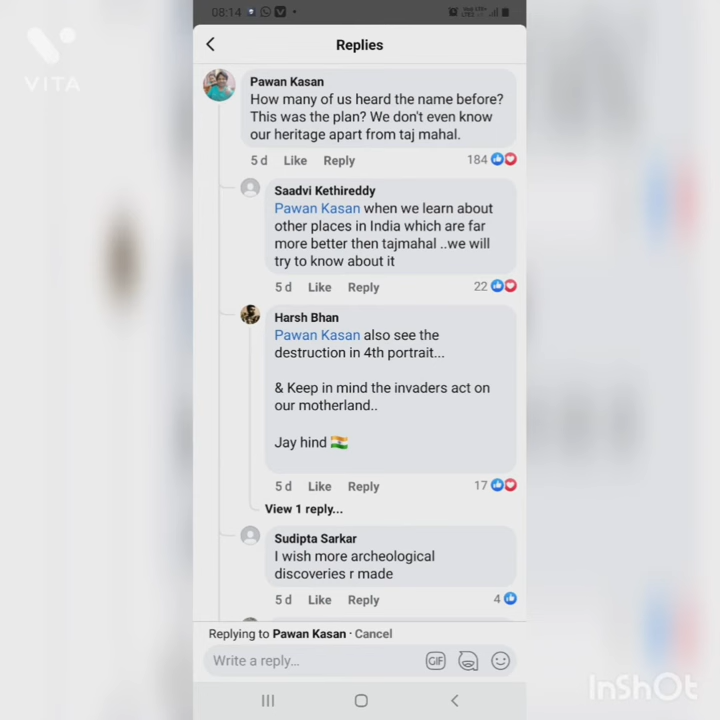 08:14
VITA
Replies
Pawan Kasan
How many of us heard the name before?
This was the plan? We don't even know
our heritage apart from taj mahal.
5 d Like Reply 184
Saadvi Kethireddy
Pawan Kasan when we learn about
other places in India which are far
more better then tajmahal ..we will
try to know about it
5 d Like Reply 22
Harsh Bhan
Pawan Kasan also see the
destruction in 4th portrait...
& Keep in mind the invaders act on
our motherland..
Jay hind 🇮🇳
5 d Like Reply 17
View 1 reply...
Sudipta Sarkar
I wish more archeological
discoveries r made
5 d Like Reply 4
Replying to Pawan Kasan · Cancel
Write a reply...
GIF
InShOt